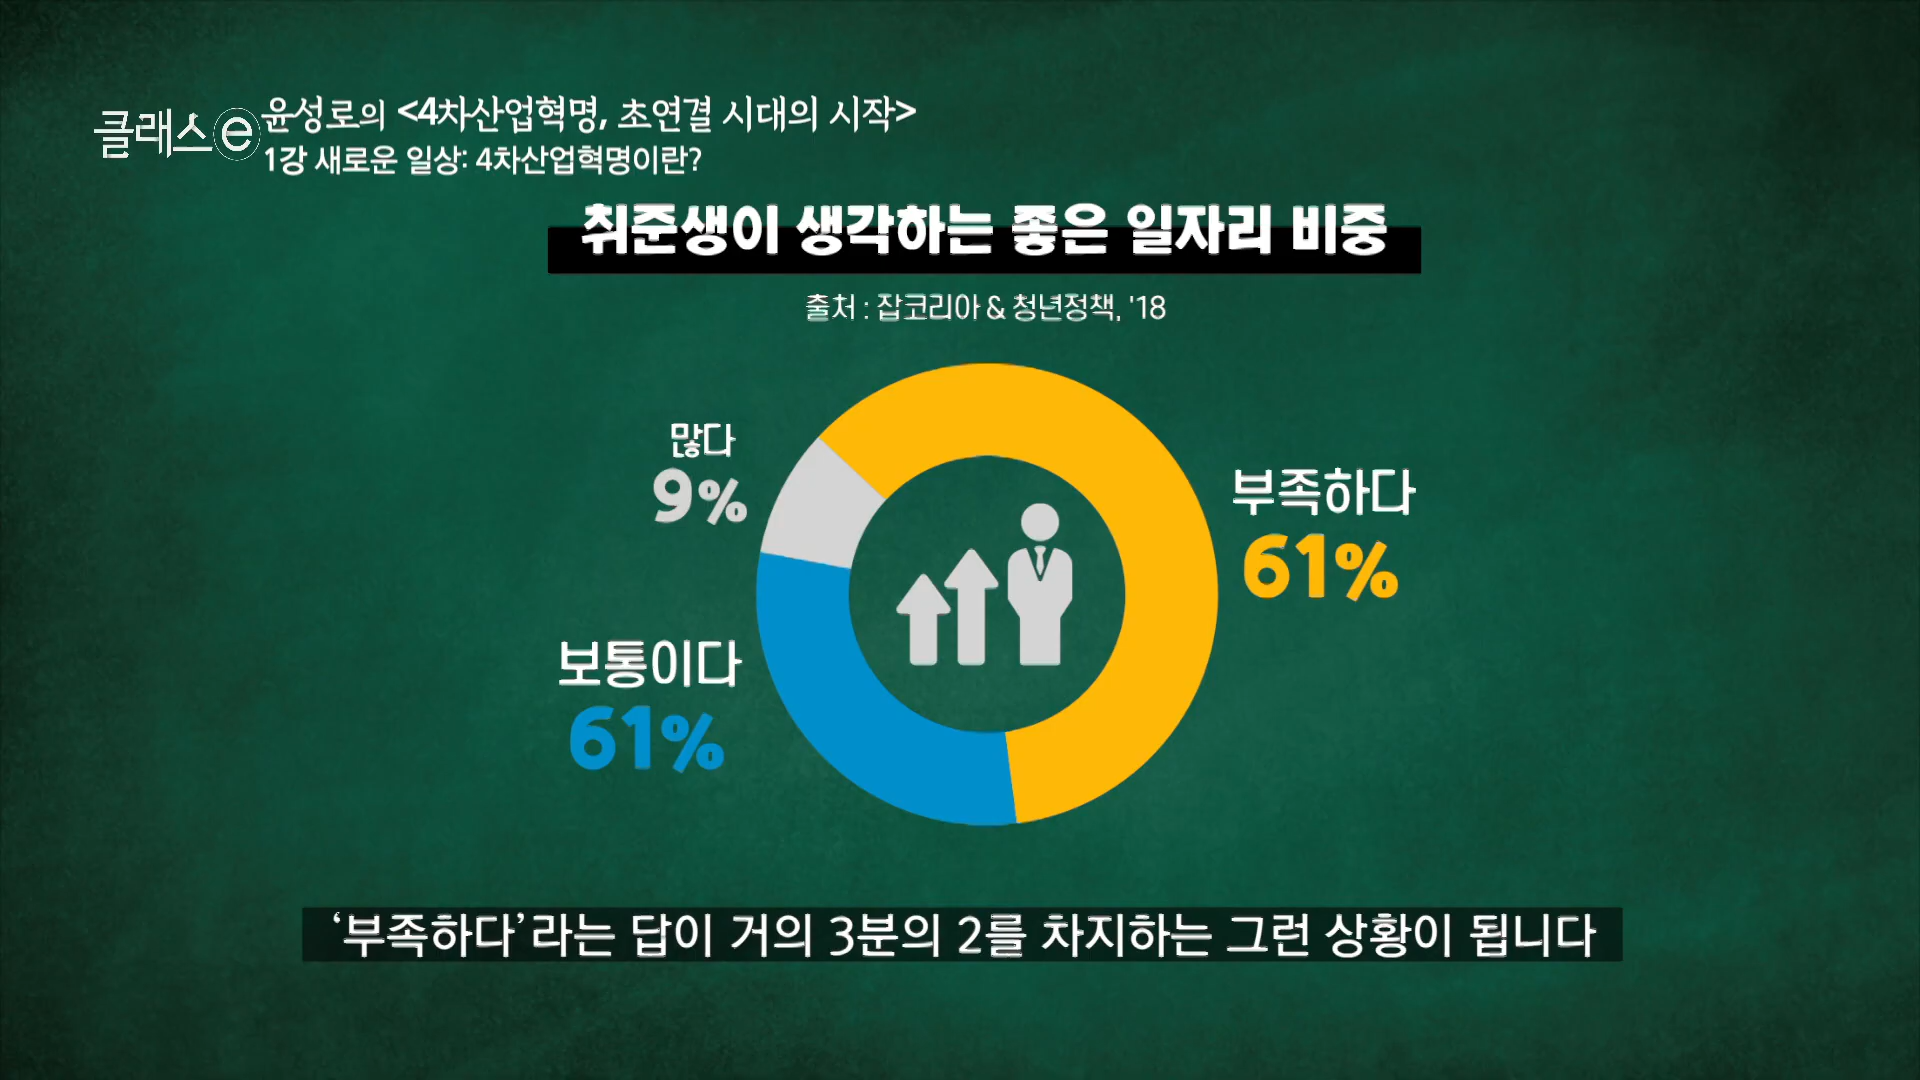 클래스e
윤성로의 <4차산업혁명, 초연결 시대의 시작>
1강 새로운 일상: 4차산업혁명이란?
취준생이 생각하는 좋은 일자리 비중
출처 : 잡코리아 & 청년정책, '18
많다
9%
부족하다
61%
보통이다
61%
‘부족하다’라는 답이 거의 3분의 2를 차지하는 그런 상황이 됩니다